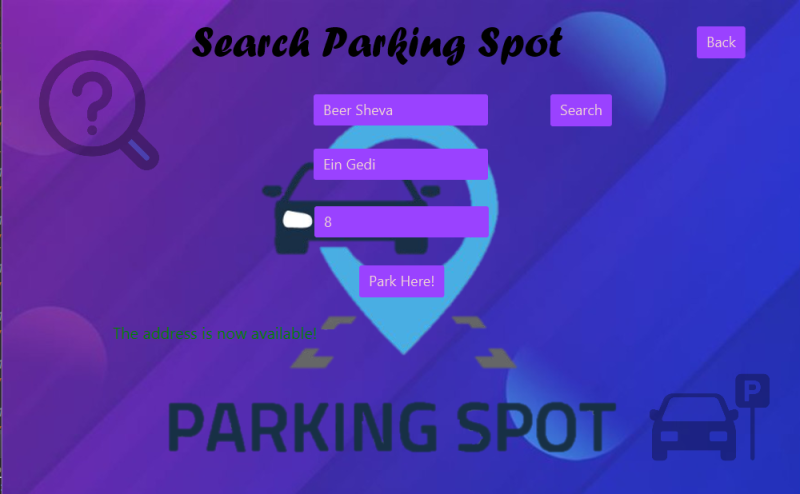 Search Parking Spot
Back
Beer Sheva
Search
Ein Gedi
8
Park Here!
The address is now available!
P
PARKING SPOT